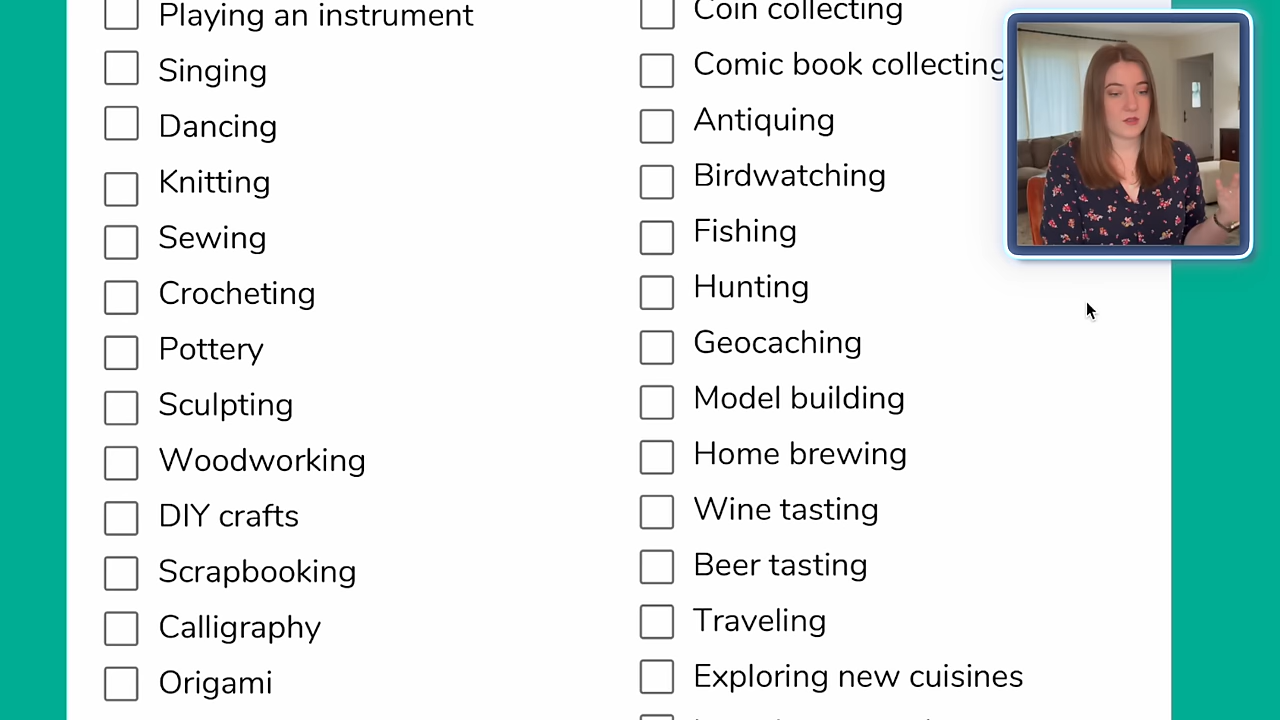 Playing an instrument
Singing
Dancing
Knitting
Sewing
Crocheting
Pottery
Sculpting
Woodworking
DIY crafts
Scrapbooking
Calligraphy
Origami
Coin collecting
Comic book collecting
Antiquing
Birdwatching
Fishing
Hunting
Geocaching
Model building
Home brewing
Wine tasting
Beer tasting
Traveling
Exploring new cuisines